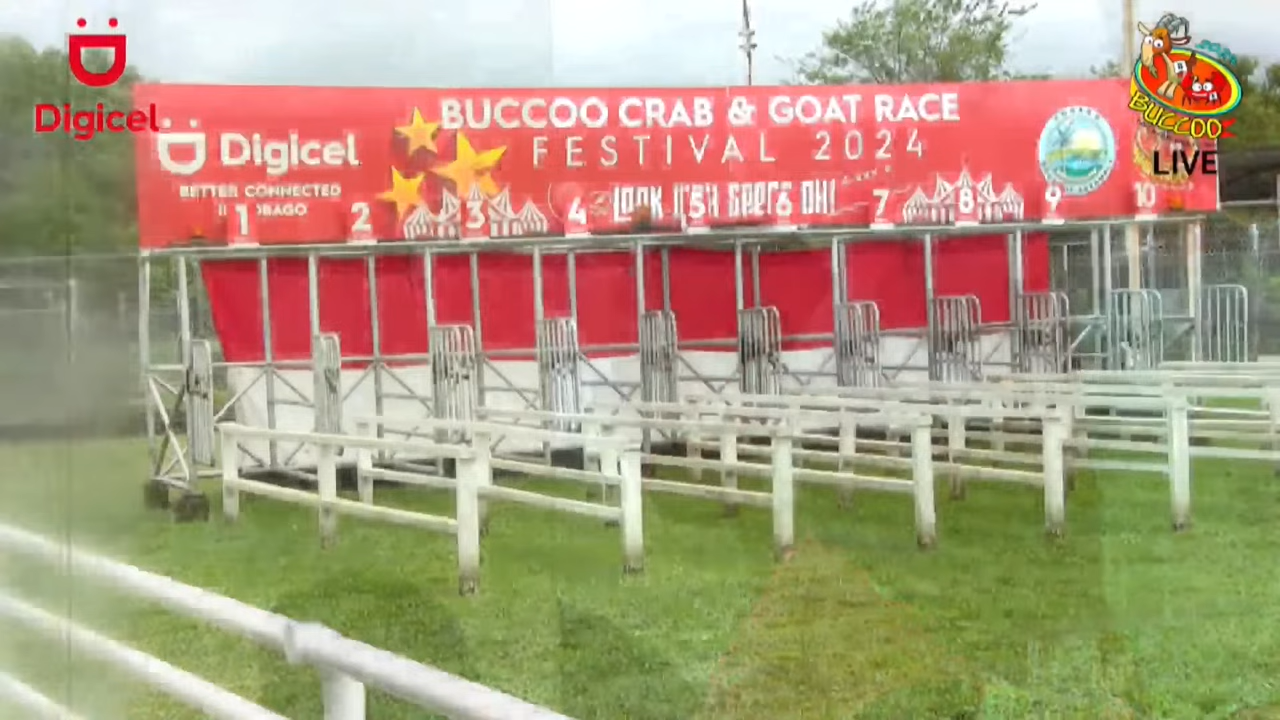 Digicel
BUCCOO
LIVE
BUCCOO CRAB & GOAT RACE
FESTIVAL 2024
Digicel
BETTER CONNECTED
1 2 3 4 5 6 7 8 9 10